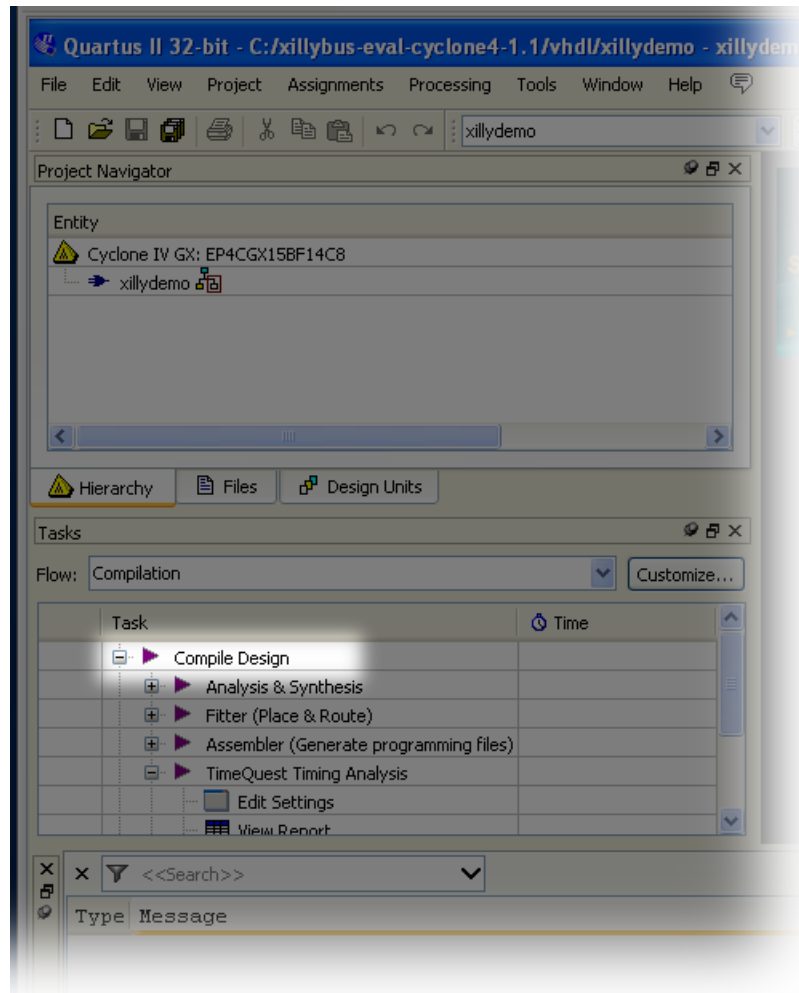 Quartus II 32-bit - C:/xillybus-eval-cyclone4-1.1/vhdl/xillydemo - xillydem
File Edit View Project Assignments Processing Tools Window Help
xillydemo
Project Navigator
Entity
Cyclone IV GX: EP4CGX15BF14C8
xillydemo
Hierarchy Files Design Units
Tasks
Flow: Compilation Customize...
Task Time
Compile Design
Analysis & Synthesis
Fitter (Place & Route)
Assembler (Generate programming files)
TimeQuest Timing Analysis
Edit Settings
View Report
<<Search>>
Type Message